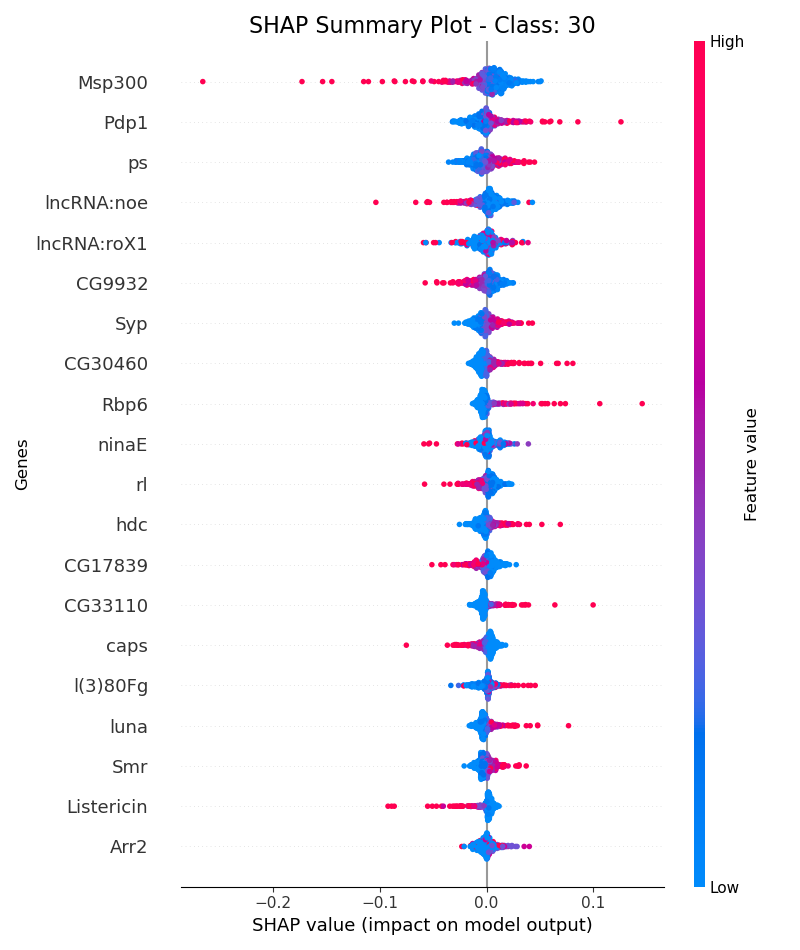 SHAP Summary Plot - Class: 30
High
Msp300
Pdp1
ps
lncRNA:noe
lncRNA:roX1
CG9932
Syp
CG30460
Rbp6
ninaE
rl
hdc
CG17839
CG33110
caps
l(3)80Fg
luna
Smr
Listericin
Arr2
Genes
Feature value
Low
−0.2
−0.1
0.0
0.1
SHAP value (impact on model output)